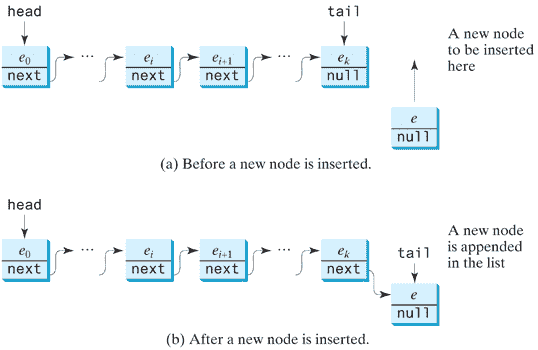 head
tail
A new node
to be inserted
here
e0 ... ei ei+1 ... ek
next next next null
e
null
(a) Before a new node is inserted.
head
A new node
is appended
in the list
e0 ... ei ei+1 ... ek
next next next next
tail
e
null
(b) After a new node is inserted.